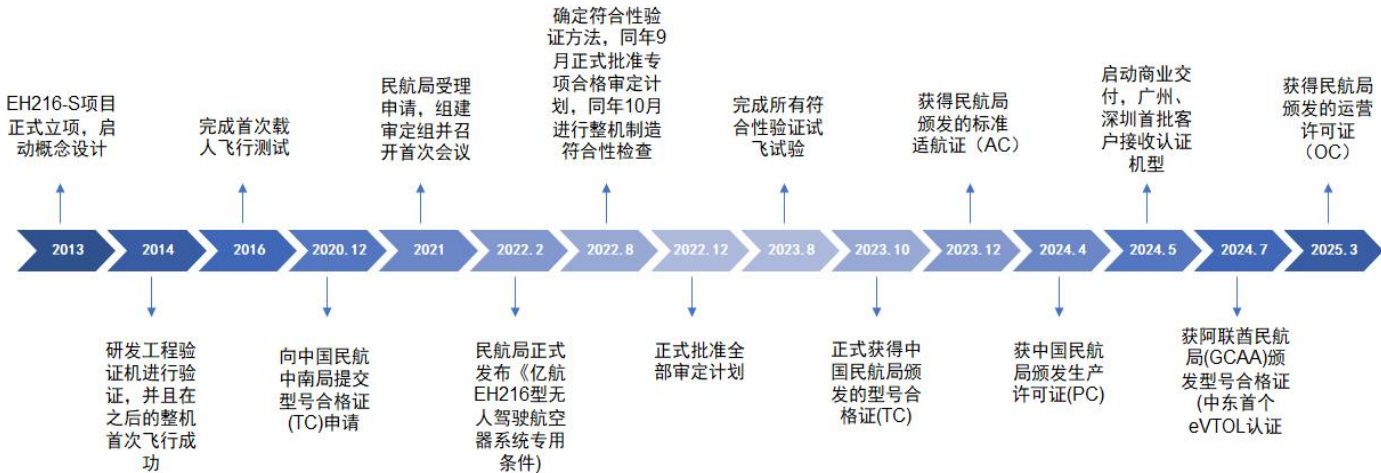 EH216-S项目
正式立项，启
动概念设计
完成首次载
人飞行测试
民航局受理
申请，组建
审定组并召
开首次会议
确定符合性验
证方法，同年9
月正式批准专
项合格审定计
划，同年10月
进行整机制造
符合性检查
完成所有符
合性验证试
飞试验
获得民航局
颁发的标准
适航证（AC）
启动商业交
付，广州、
深圳首批客
户接收认证
机型
获得民航局
颁发的运营
许可证
（OC）
2013
2014
2016
2020.12
2021
2022.2
2022.8
2022.12
2023.8
2023.10
2023.12
2024.4
2024.5
2024.7
2025.3
研发工程验
证机进行验
证，并且在
之后的整机
首次飞行成
功
向中国民航
中南局提交
型号合格证
(TC)申请
民航局正式
发布《亿航
EH216型无
人驾驶航空
器系统专用
条件)
正式批准全
部审定计划
正式获得中
国民航局颁
发的型号合
格证(TC)
获中国民航
局颁发生产
许可证(PC)
获阿联酋民航
局(GCAA)颁
发型号合格证
(中东首个
eVTOL认证